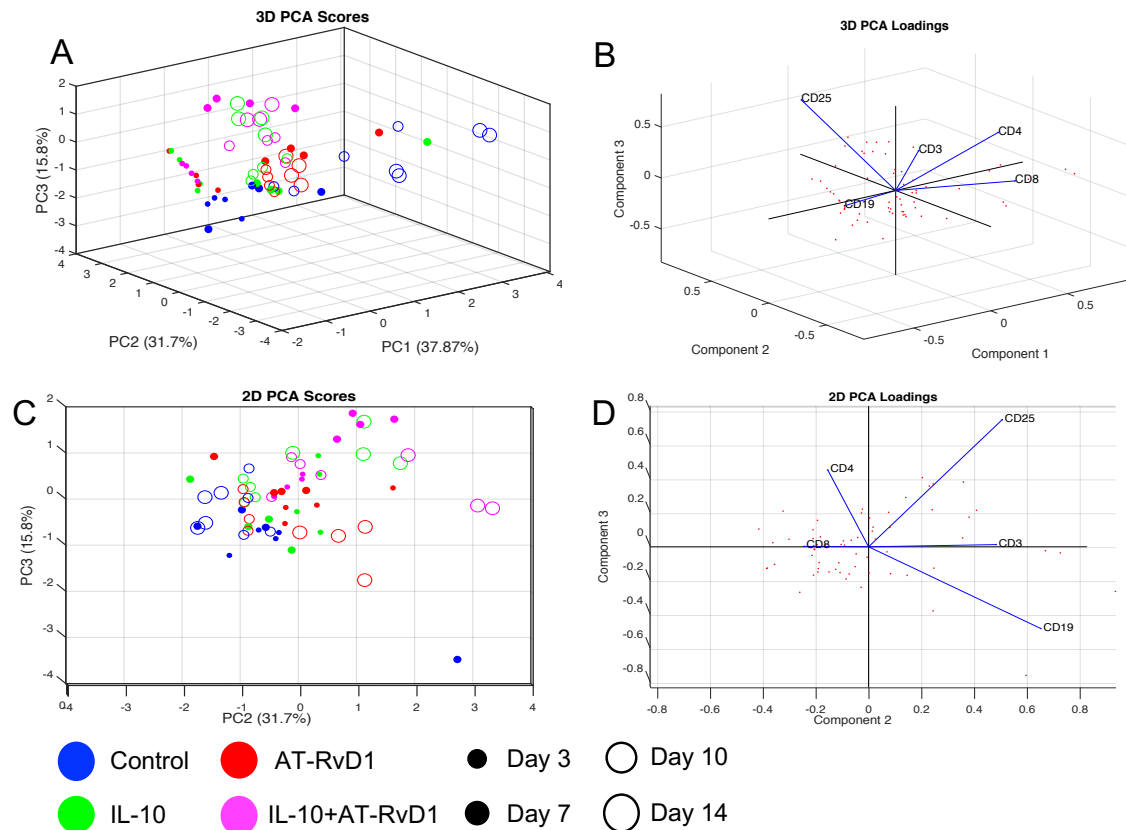 3D PCA Scores
A
PC3 (15.8%)
2
1
0
-1
-2
-3
-4
4
3
2
1
0
-1
-2
-3
-4
PC2 (31.7%)
-2
-1
0
1
2
3
4
PC1 (37.87%)
3D PCA Loadings
B
Component 3
0.5
0
-0.5
CD25
CD4
CD3
CD8
CD19
0.5
0
-0.5
Component 2
-0.5
0
0.5
Component 1
2D PCA Scores
C
PC3 (15.8%)
2
1
0
-1
-2
-3
-4
0
-4
-3
-2
-1
0
1
2
3
4
PC2 (31.7%)
2D PCA Loadings
D
Component 3
0.8
0.6
0.4
0.2
0
-0.2
-0.4
-0.6
-0.8
CD25
CD4
CD8
CD3
CD19
-0.8
-0.6
-0.4
-0.2
0
0.2
0.4
0.6
0.8
Component 2
Control
AT-RvD1
Day 3
Day 10
IL-10
IL-10+AT-RvD1
Day 7
Day 14